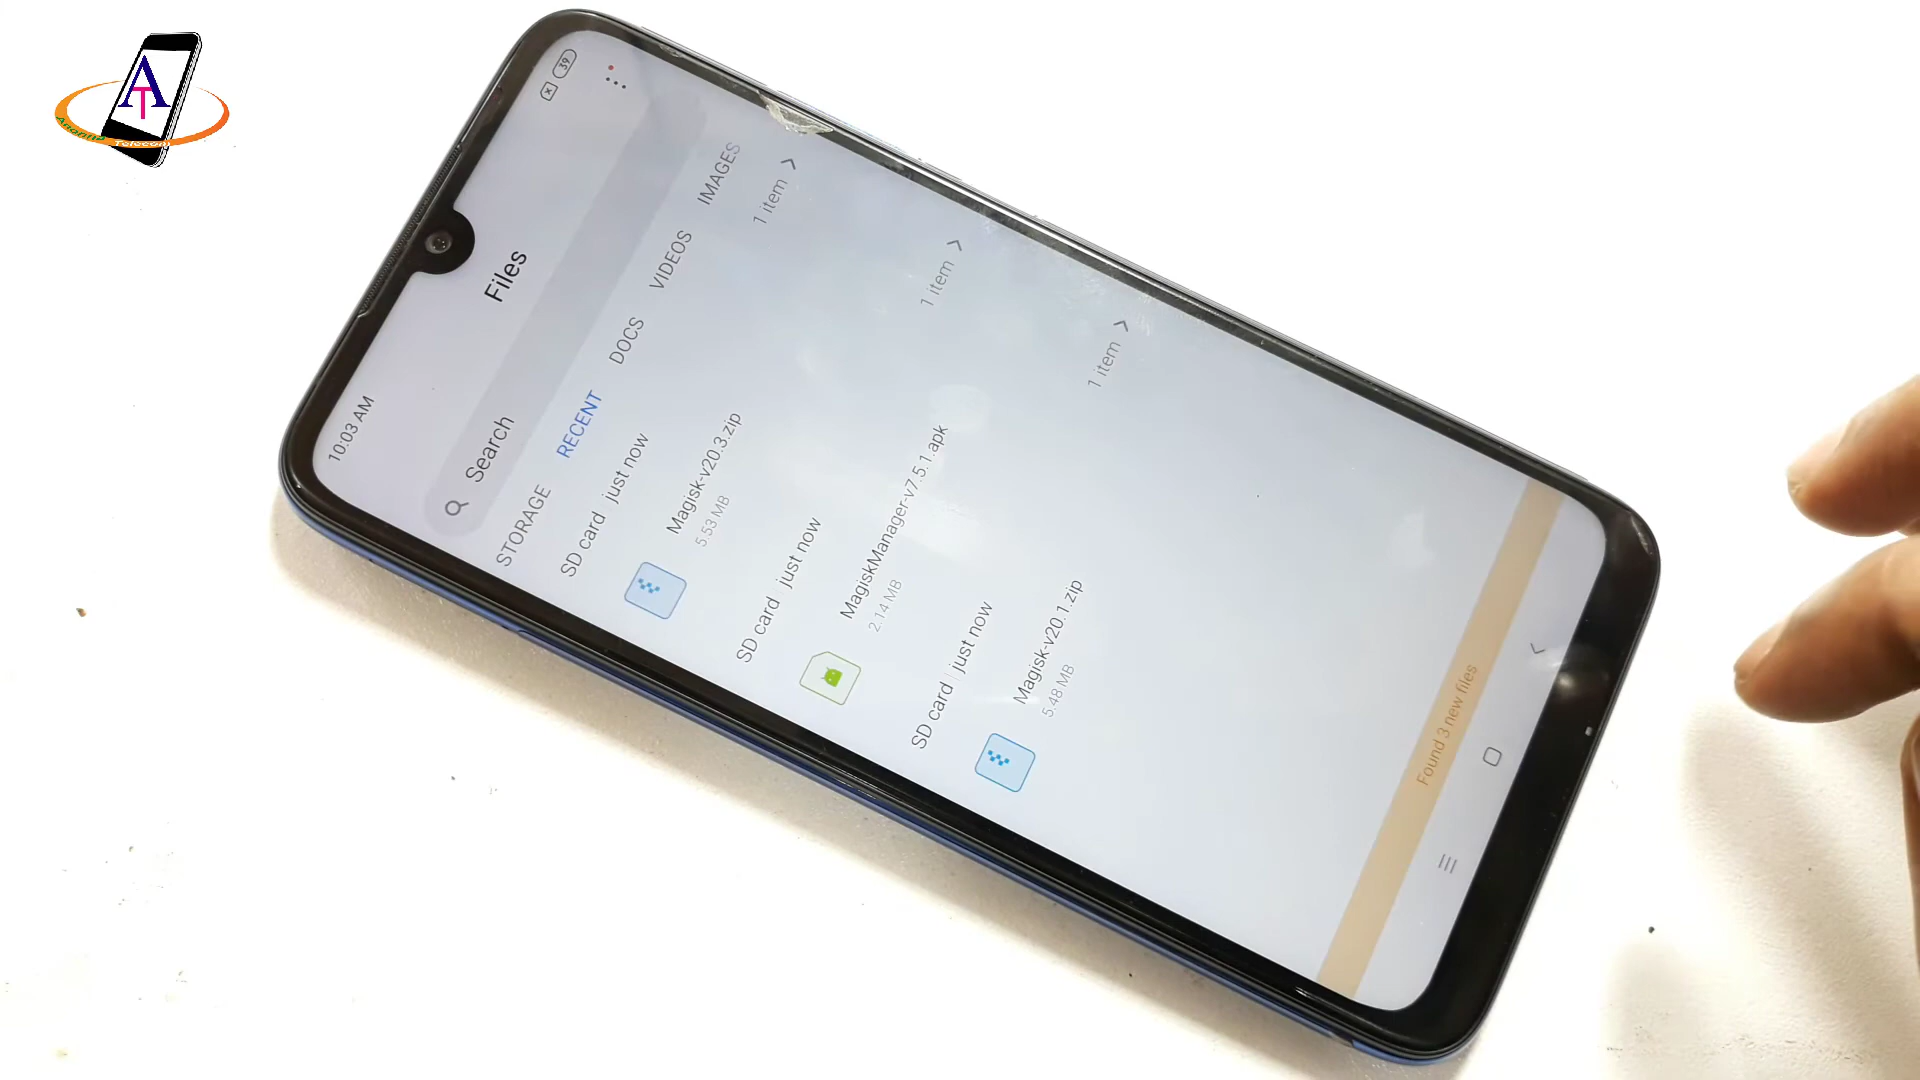 A
T
Telecom
10:03 AM
39
Files
Search
STORAGE RECENT DOCS VIDEOS IMAGES
SD card just now 1 item
Magisk-v20.3.zip
5.53 MB
SD card just now 1 item
MagiskManager-v7.5.1.apk
2.14 MB
SD card just now 1 item
Magisk-v20.1.zip
5.48 MB
Found 3 new files